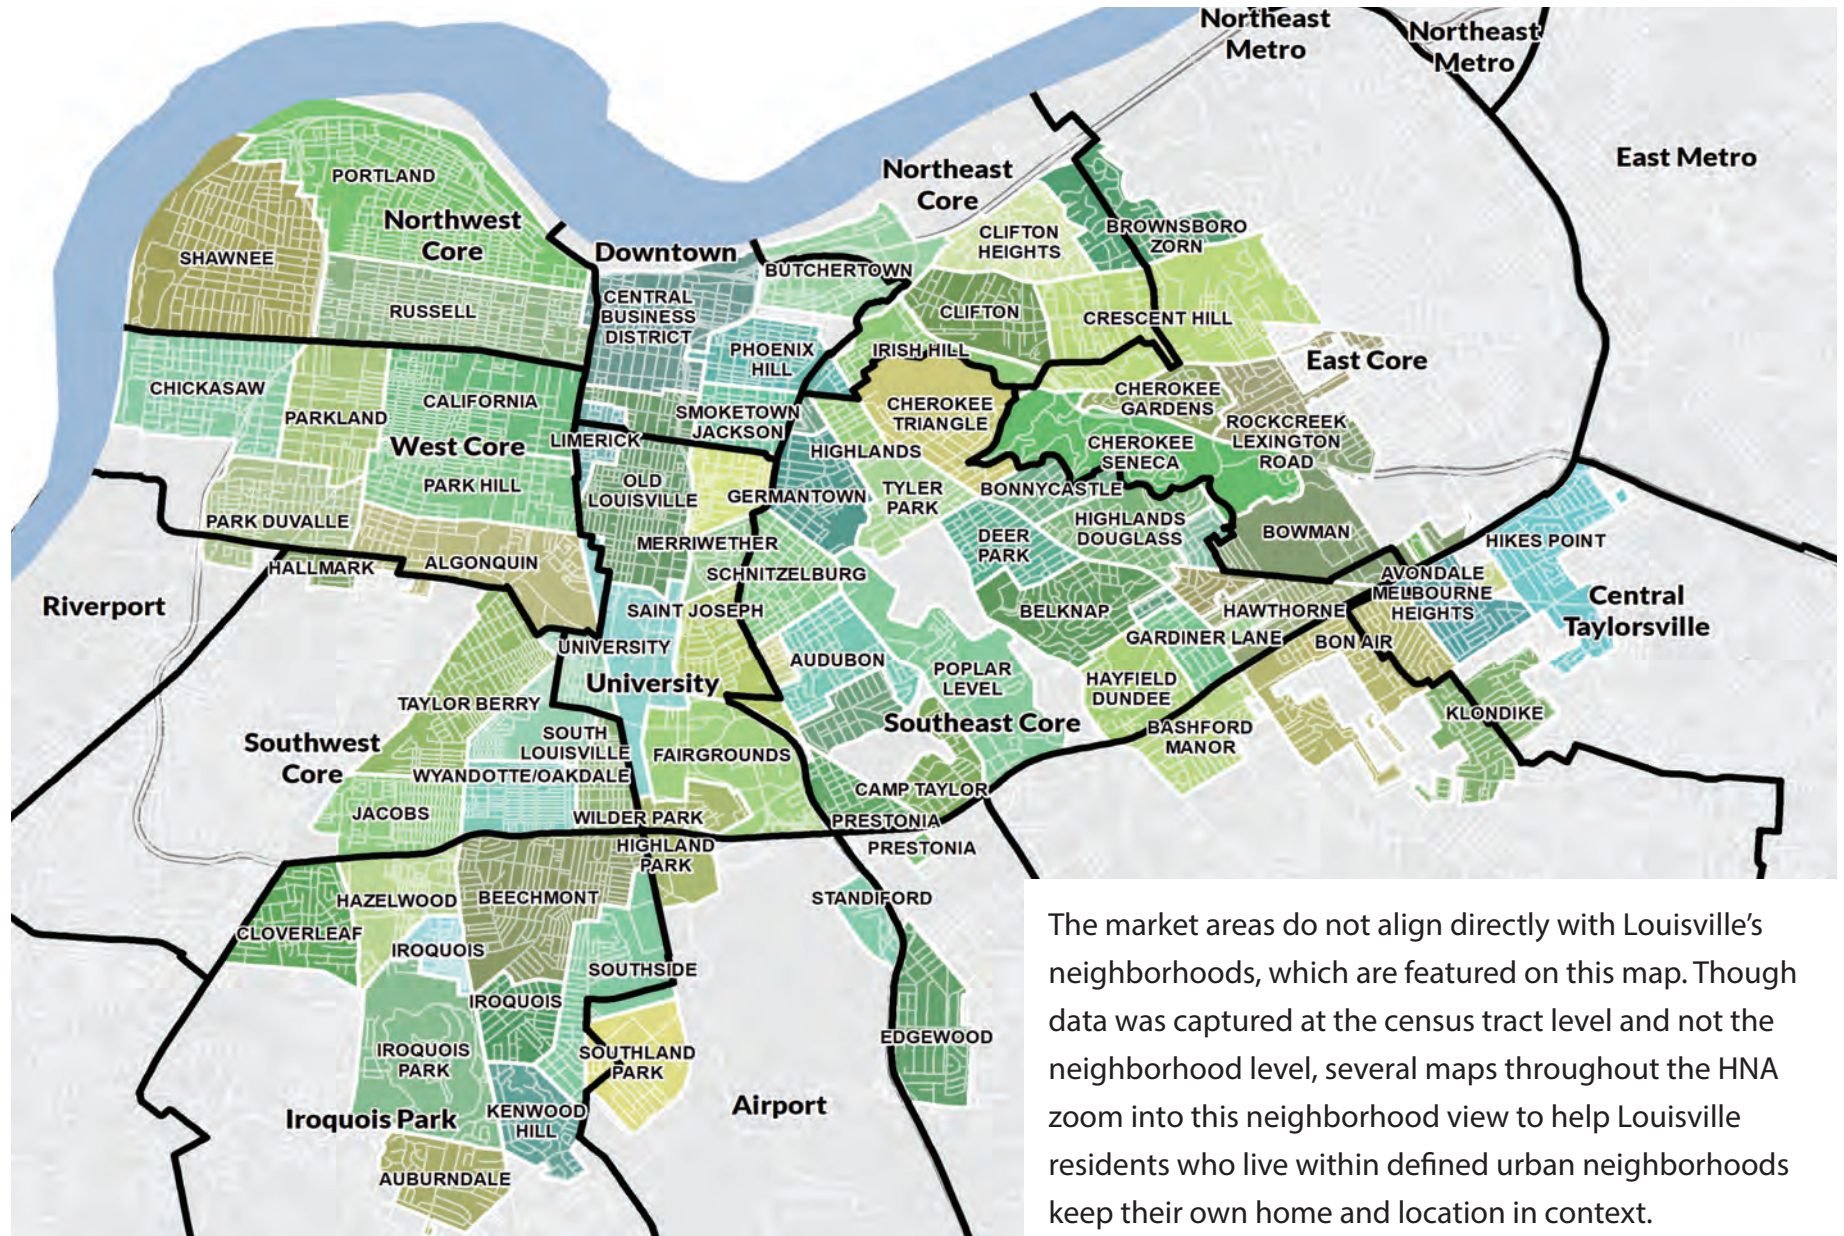 Northeast
Metro
Northeast
Metro
East Metro
Northeast
Core
PORTLAND
Northwest
Core
SHAWNEE
Downtown
CLIFTON
HEIGHTS
BROWNSBORO
ZORN
BUTCHERTOWN
RUSSELL
CENTRAL
BUSINESS
DISTRICT
CLIFTON
CRESCENT HILL
PHOENIX
HILL
IRISH HILL
East Core
CHICKASAW
PARKLAND
CALIFORNIA
CHEROKEE
TRIANGLE
CHEROKEE
GARDENS
SMOKETOWN
JACKSON
ROCKCREEK
LEXINGTON
ROAD
West Core
LIMERICK
HIGHLANDS
CHEROKEE
SENECA
PARK HILL
OLD
LOUISVILLE
GERMANTOWN
TYLER
PARK
BONNYCASTLE
PARK DUVALLE
MERRIWETHER
DEER
PARK
HIGHLANDS
DOUGLASS
BOWMAN
HIKES POINT
HALLMARK
ALGONQUIN
SCHNITZELBURG
AVONDALE
MELBOURNE
HEIGHTS
Riverport
SAINT JOSEPH
BELKNAP
HAWTHORNE
Central
Taylorsville
GARDINER LANE
BON AIR
UNIVERSITY
University
AUDUBON
POPLAR
LEVEL
HAYFIELD
DUNDEE
TAYLOR BERRY
Southeast Core
KLONDIKE
BASHFORD
MANOR
Southwest
Core
SOUTH
LOUISVILLE
FAIRGROUNDS
WYANDOTTE/OAKDALE
CAMP TAYLOR
JACOBS
WILDER PARK
PRESTONIA
HIGHLAND
PARK
PRESTONIA
HAZELWOOD
BEECHMONT
STANDIFORD
CLOVERLEAF
IROQUOIS
SOUTHSIDE
IROQUOIS
EDGEWOOD
IROQUOIS
PARK
SOUTHLAND
PARK
Iroquois Park
KENWOOD
HILL
Airport
AUBURNDALE
The market areas do not align directly with Louisville’s
neighborhoods, which are featured on this map. Though
data was captured at the census tract level and not the
neighborhood level, several maps throughout the HNA
zoom into this neighborhood view to help Louisville
residents who live within defined urban neighborhoods
keep their own home and location in context.